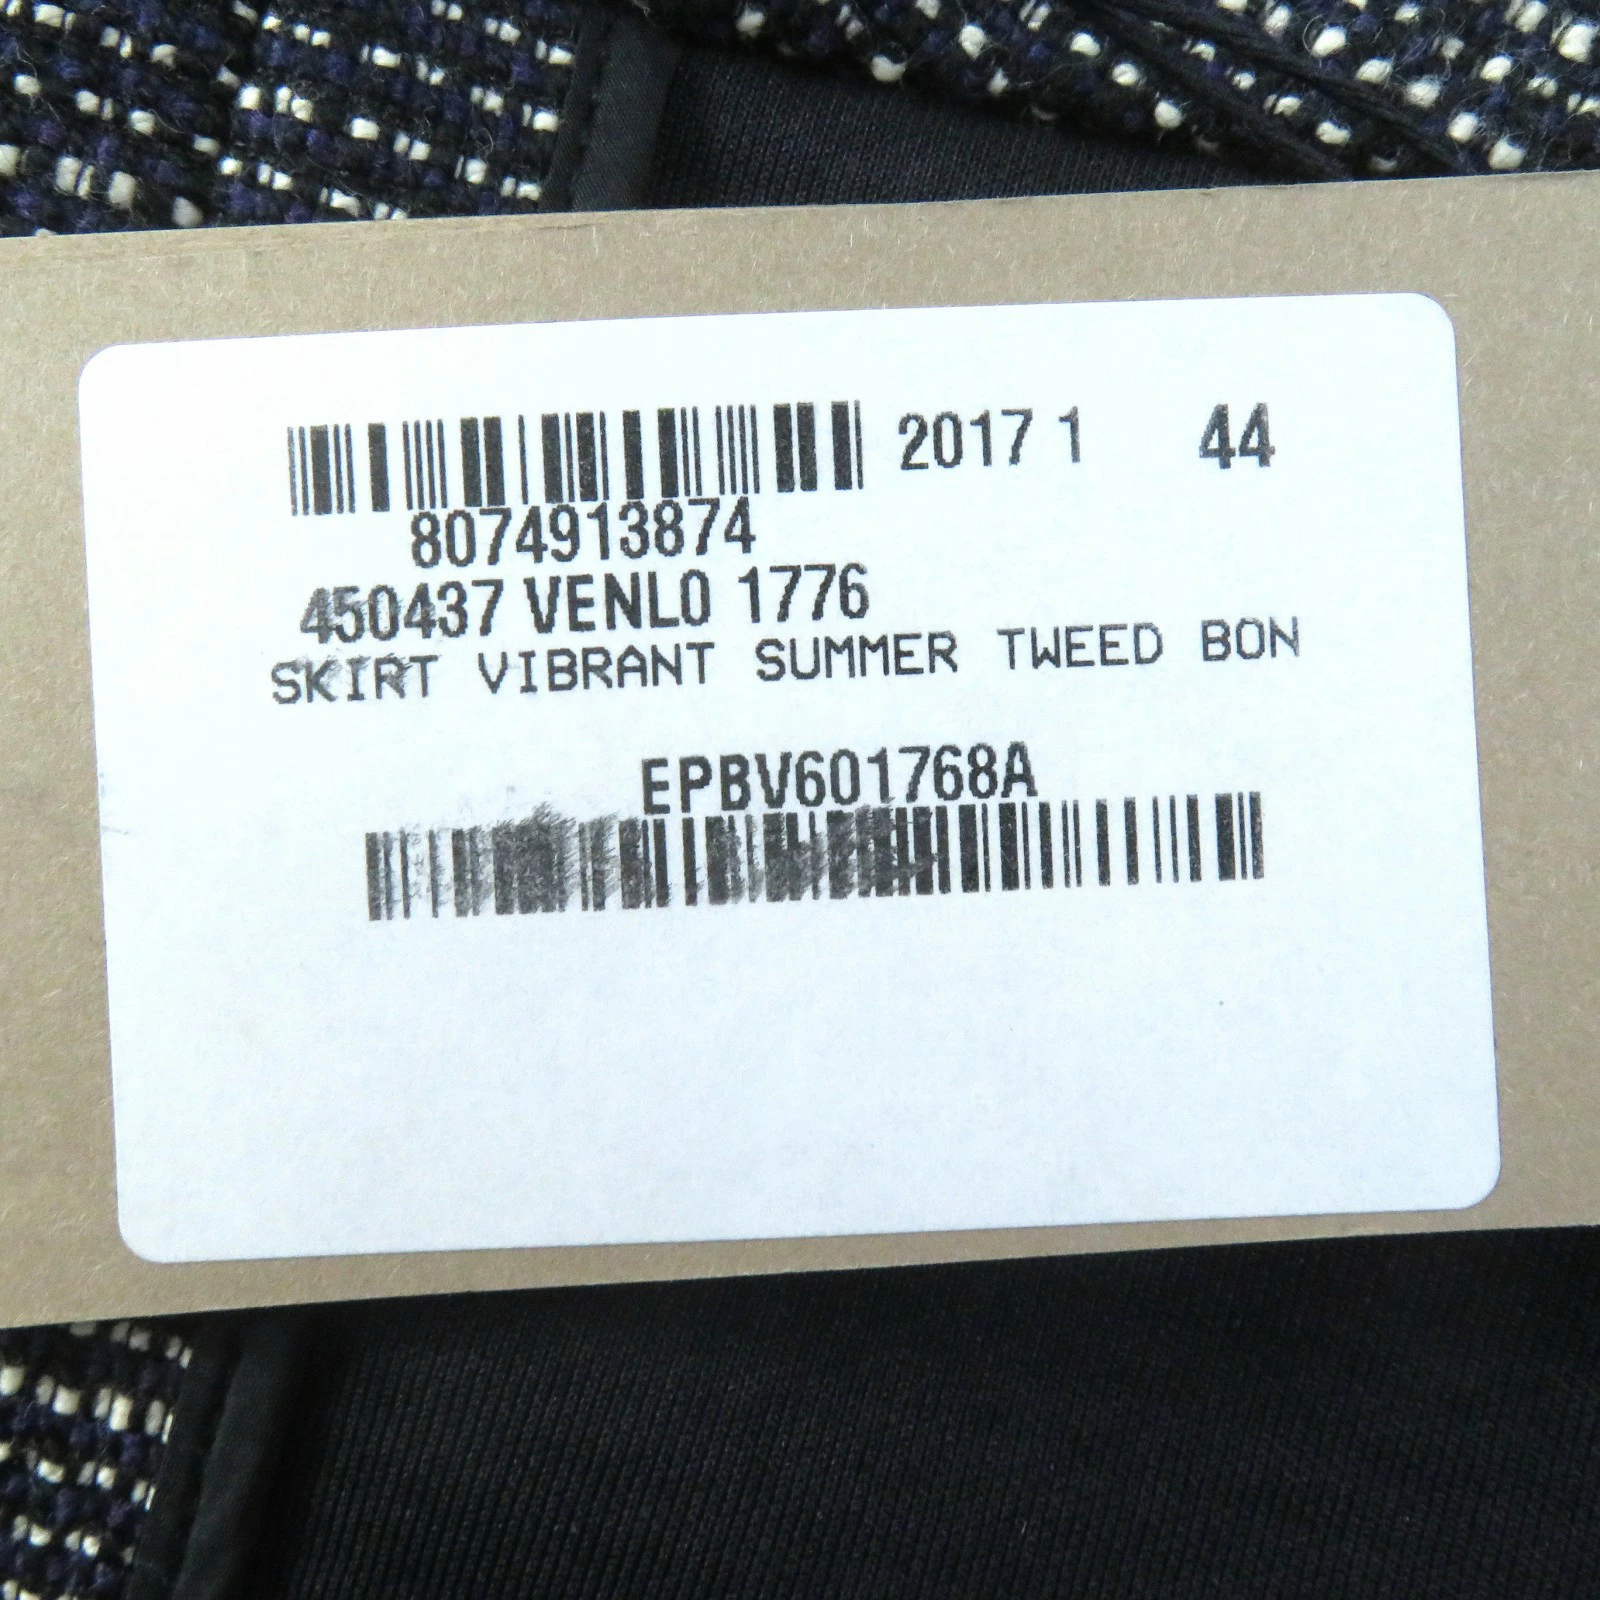 2017 1 44
8074913874
450437 VENL0 1776
SKIRT VIBRANT SUMMER TWEED BON
EPBV601768A